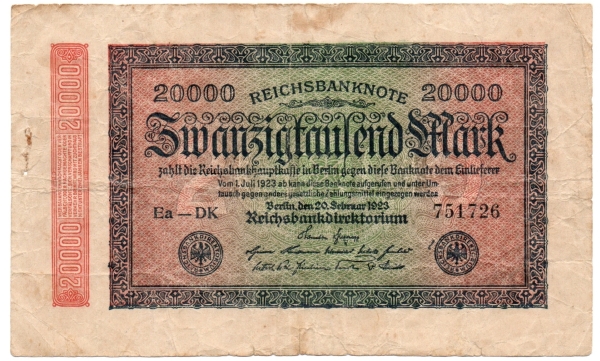 20000 REICHSBANKNOTE 20000
Zwanzigtausend Mark
zahlt die Reichsbankhauptkasse in Berlin gegen diese Banknote dem Einlieferer
Vom 1. Juli 1923 ab kann diese Banknote aufgerufen und unter Um-
tausch gegen andere gesetzliche Zahlungsmittel eingezogen werden
Berlin, den 20. Februar 1923
Ea – DK Reichsbankdirektorium 751726
20000
20000